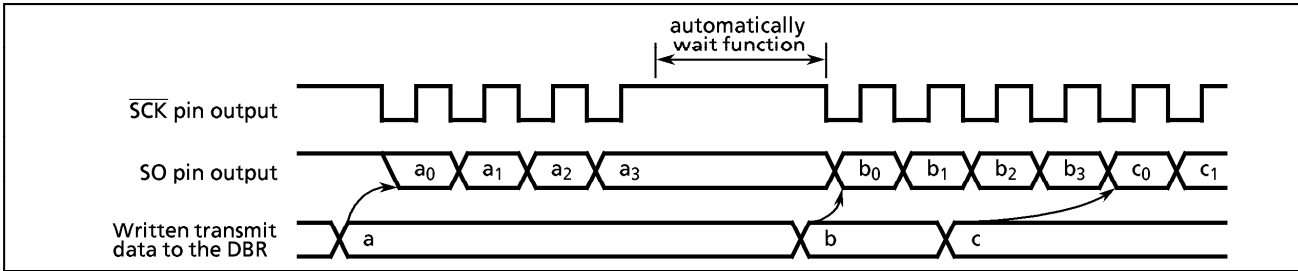 automatically
wait function
SCK pin output
SO pin output
a0 a1 a2 a3 b0 b1 b2 b3 c0 c1
Written transmit
data to the DBR
a b c